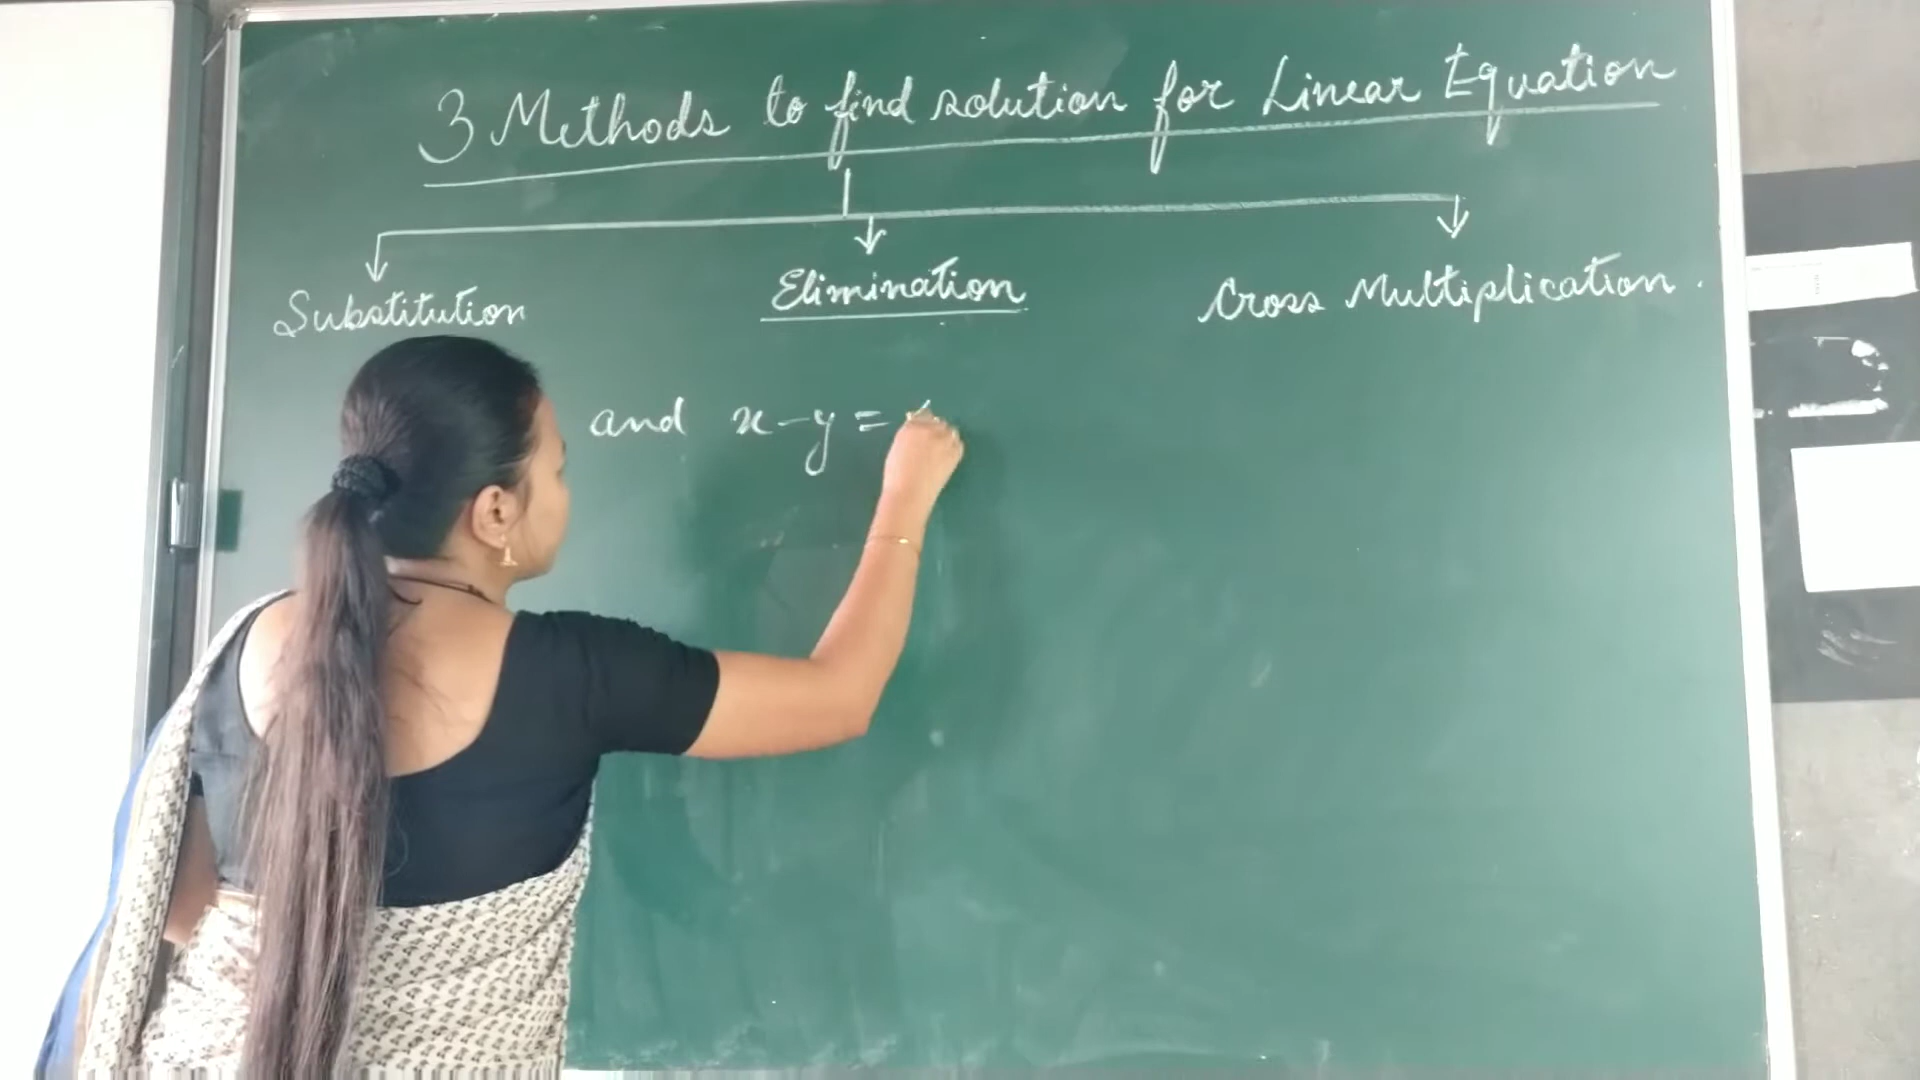 3 Methods to find solution for Linear Equation
Substitution Elimination Cross Multiplication.
and x - y =